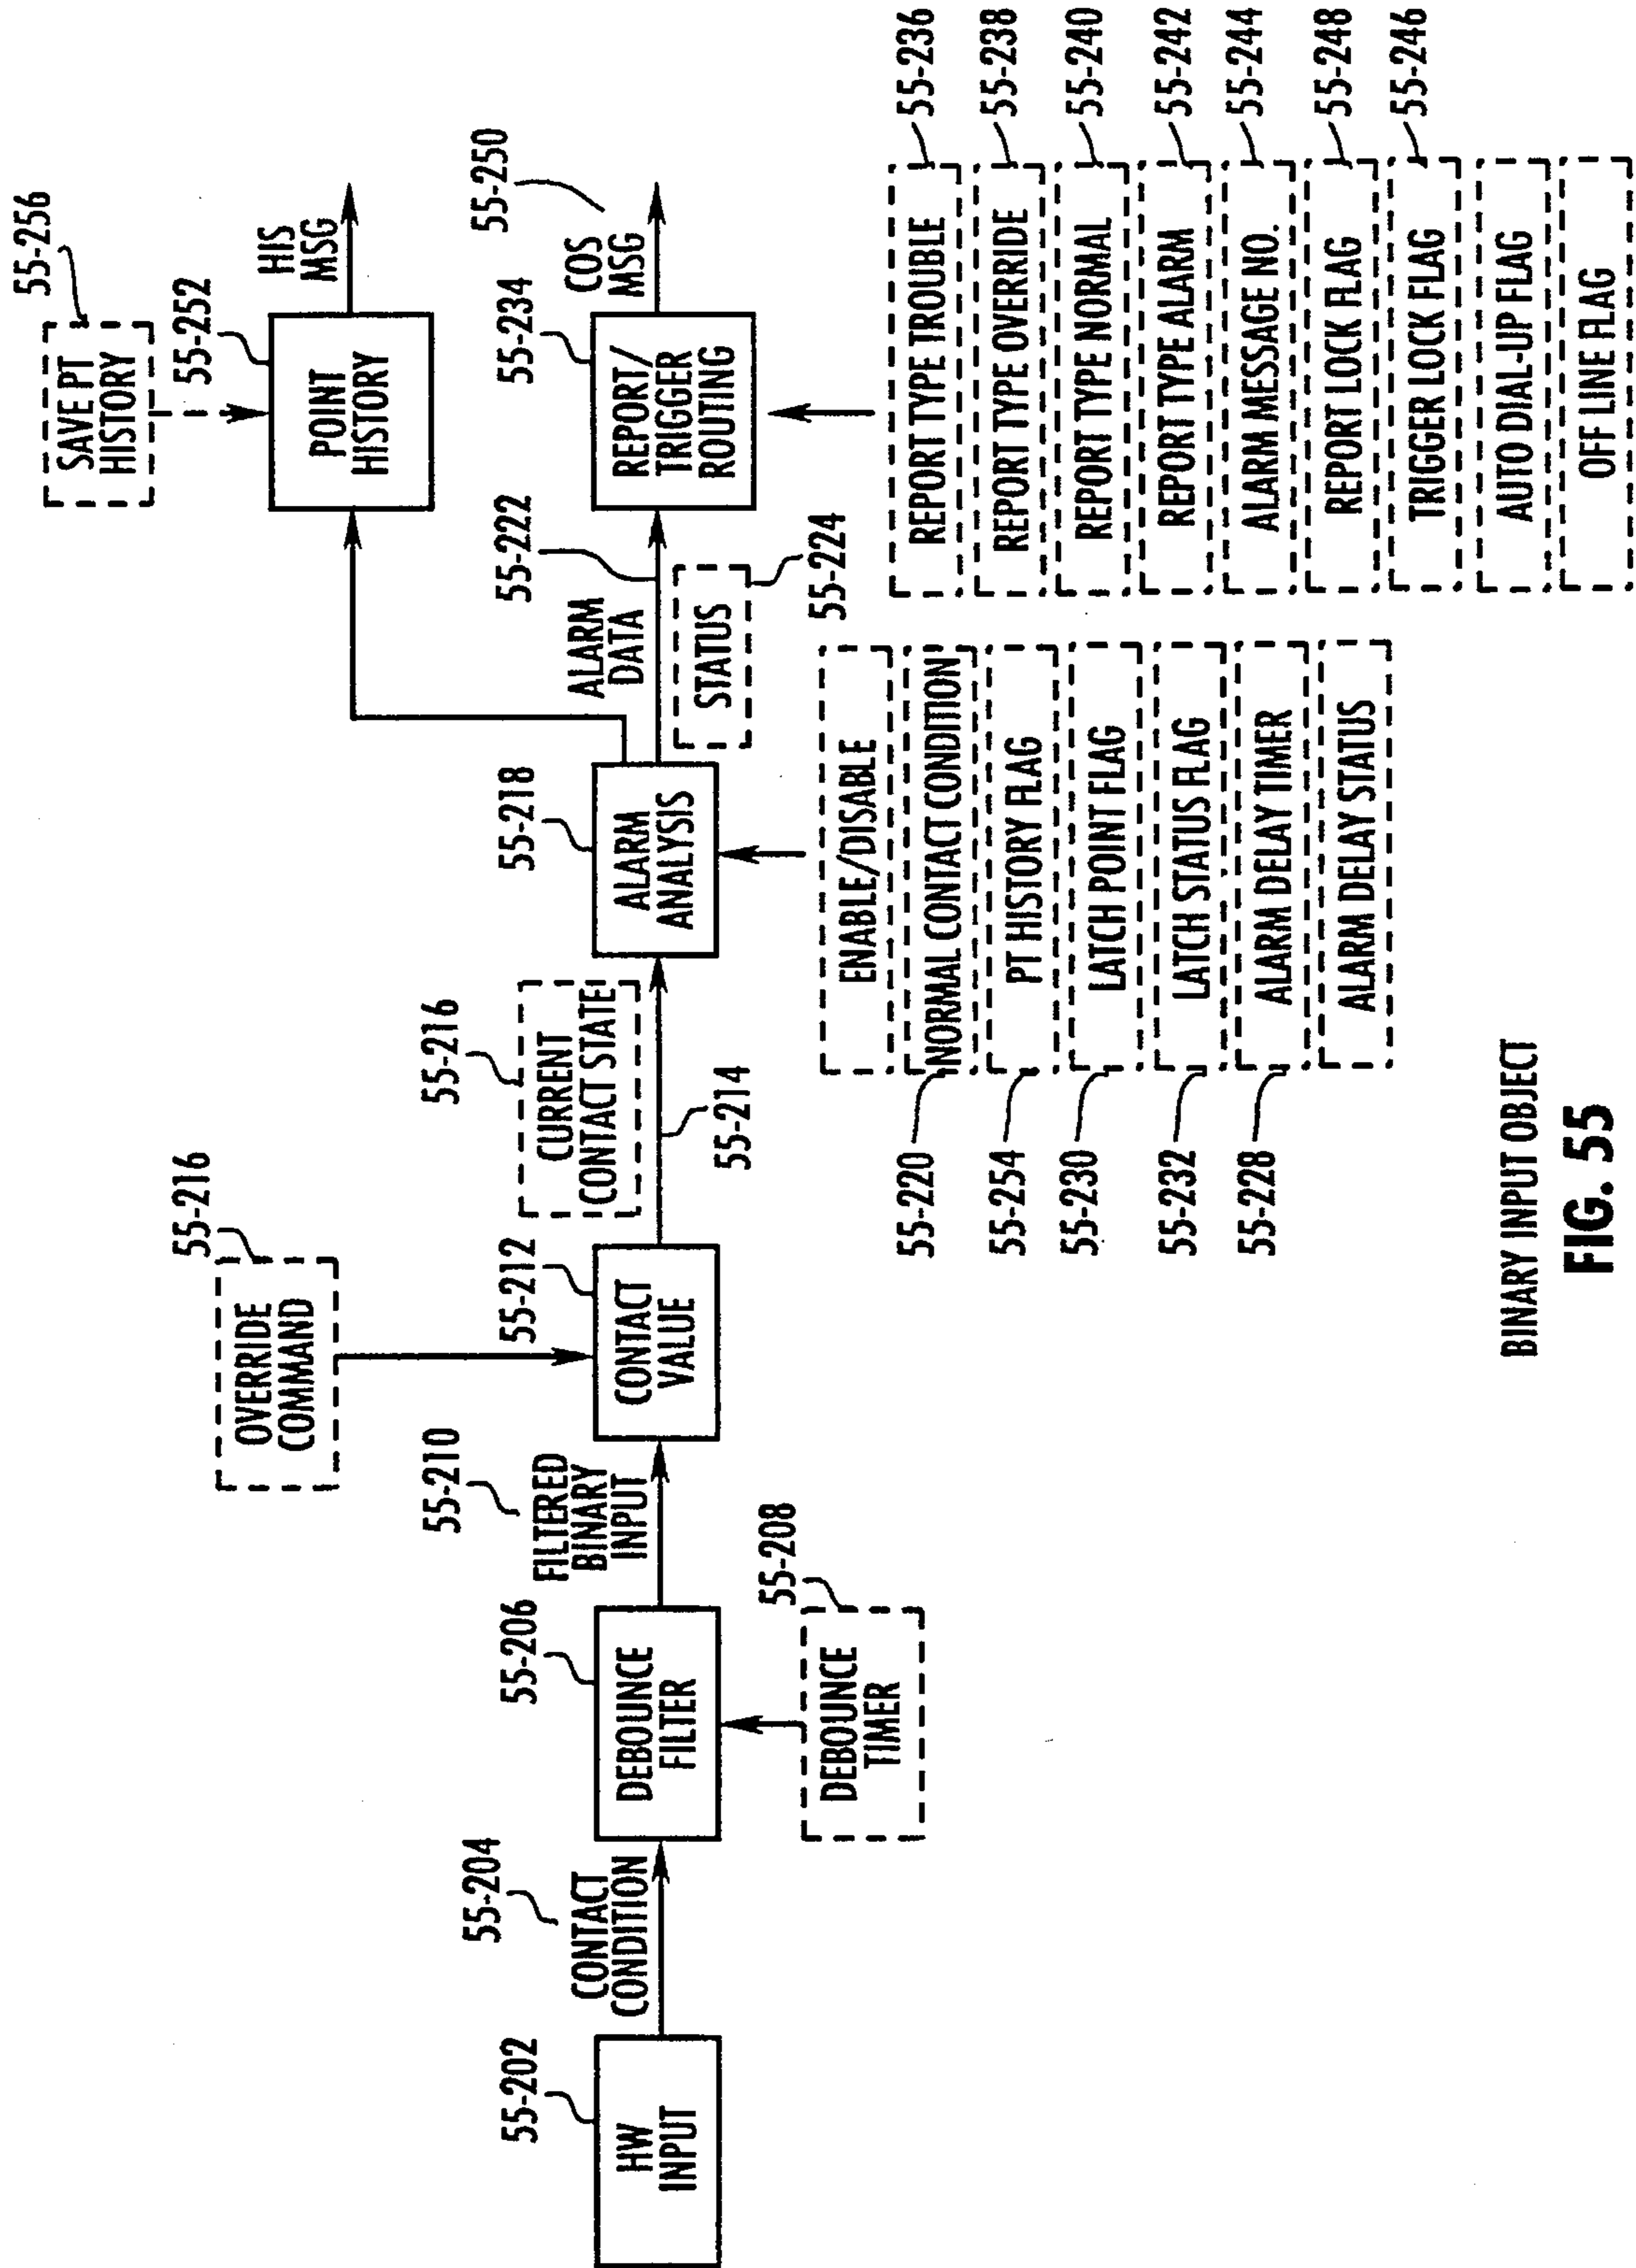 55-256
SAVE PT
HISTORY
55-252
POINT
HISTORY
HIS
MSG
55-216
OVERRIDE
COMMAND
55-202
HW
INPUT
55-204
CONTACT
CONDITION
55-206
DEBOUNCE
FILTER
55-208
DEBOUNCE
TIMER
55-210
FILTERED
BINARY
INPUT
55-212
CONTACT
VALUE
55-216
CURRENT
CONTACT STATE
55-214
55-218
ALARM
ANALYSIS
ALARM
DATA
55-222
STATUS
55-224
55-234
REPORT/
TRIGGER
ROUTING
COS
MSG
55-250
ENABLE/DISABLE
55-220
NORMAL CONTACT CONDITION
55-254
PT HISTORY FLAG
55-230
LATCH POINT FLAG
55-232
LATCH STATUS FLAG
55-228
ALARM DELAY TIMER
ALARM DELAY STATUS
REPORT TYPE TROUBLE
55-236
REPORT TYPE OVERRIDE
55-238
REPORT TYPE NORMAL
55-240
REPORT TYPE ALARM
55-242
ALARM MESSAGE NO.
55-244
REPORT LOCK FLAG
55-248
TRIGGER LOCK FLAG
55-246
AUTO DIAL-UP FLAG
OFF LINE FLAG
BINARY INPUT OBJECT
FIG. 55